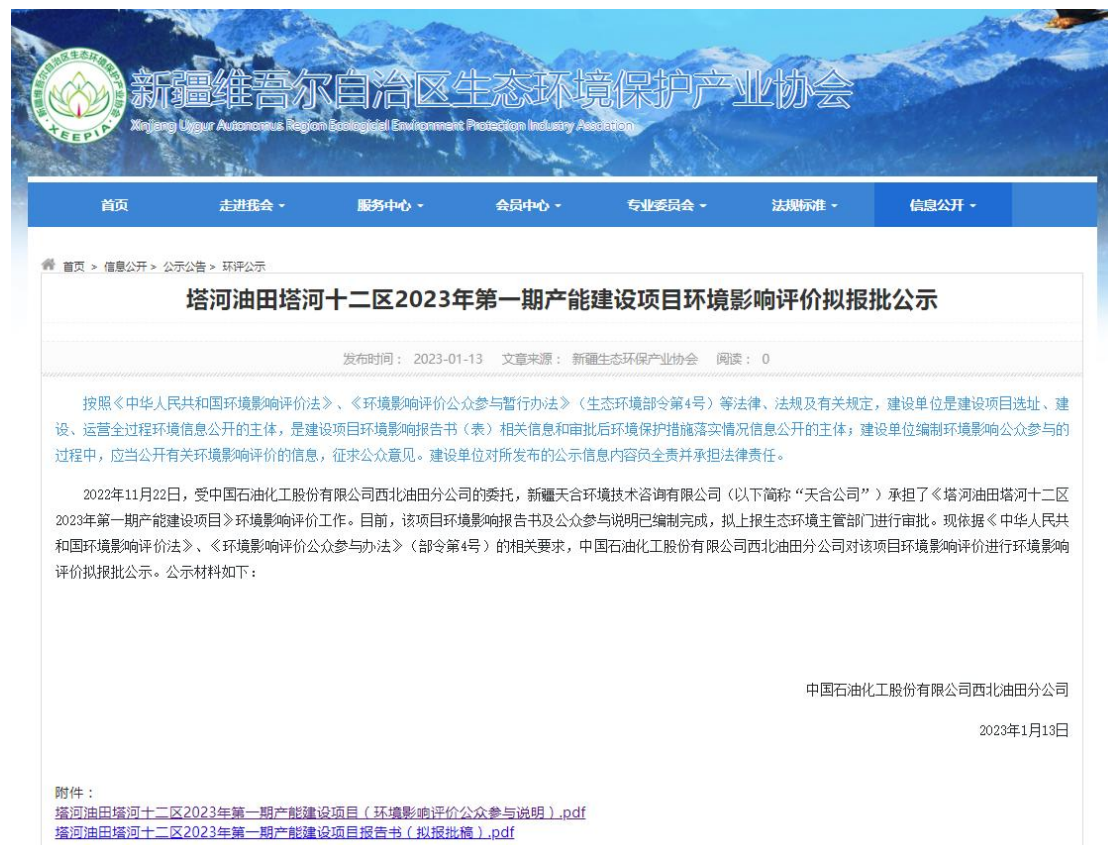 新疆维吾尔自治区生态环境保护产业协会
XEEPIA
首页 走进我会 服务中心 会员中心 专业委员会 法规标准 信息公开
首页 > 信息公开 > 公示公告 > 环评公示
塔河油田塔河十二区2023年第一期产能建设项目环境影响评价拟报批公示
发布时间： 2023-01-13 文章来源： 新疆生态环保产业协会 阅读： 0
按照《中华人民共和国环境影响评价法》、《环境影响评价公众参与暂行办法》（生态环境部令第4号）等法律、法规及有关规定，建设单位是建设项目选址、建
设、运营全过程环境信息公开的主体，是建设项目环境影响报告书（表）相关信息和审批后环境保护措施落实情况信息公开的主体；建设单位编制环境影响公众参与的
过程中，应当公开有关环境影响评价的信息，征求公众意见。建设单位对所发布的公示信息内容负全责并承担法律责任。
2022年11月22日，受中国石油化工股份有限公司西北油田分公司的委托，新疆天合环境技术咨询有限公司（以下简称“天合公司”）承担了《塔河油田塔河十二区
2023年第一期产能建设项目》环境影响评价工作。目前，该项目环境影响报告书及公众参与说明已编制完成，拟上报生态环境主管部门进行审批。现依据《中华人民共
和国环境影响评价法》、《环境影响评价公众参与办法》（部令第4号）的相关要求，中国石油化工股份有限公司西北油田分公司对该项目环境影响评价进行环境影响
评价拟报批公示。公示材料如下：
中国石油化工股份有限公司西北油田分公司
2023年1月13日
附件：
塔河油田塔河十二区2023年第一期产能建设项目（环境影响评价公众参与说明）.pdf
塔河油田塔河十二区2023年第一期产能建设项目报告书（拟报批稿）.pdf